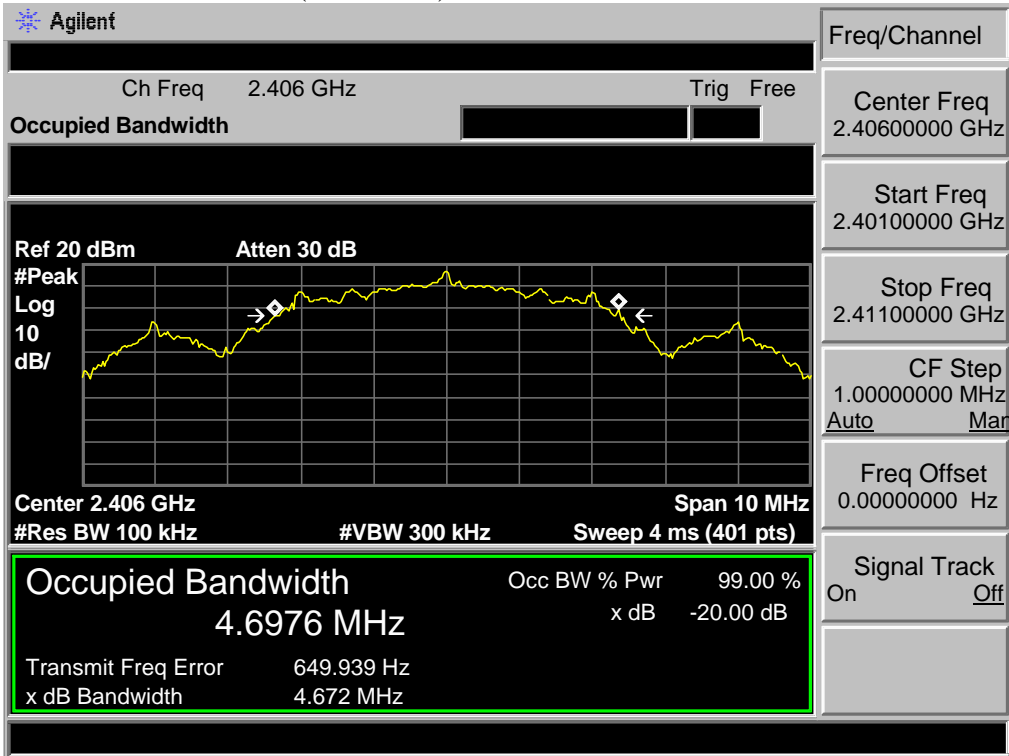 Agilent
Freq/Channel
Ch Freq 2.406 GHz Trig Free
Occupied Bandwidth
Center Freq
2.40600000 GHz
Start Freq
2.40100000 GHz
Ref 20 dBm Atten 30 dB
#Peak
Log
10
dB/
Stop Freq
2.41100000 GHz
CF Step
1.00000000 MHz
Auto Man
Center 2.406 GHz Span 10 MHz
#Res BW 100 kHz #VBW 300 kHz Sweep 4 ms (401 pts)
Freq Offset
0.00000000 Hz
Occupied Bandwidth Occ BW % Pwr 99.00 %
4.6976 MHz x dB -20.00 dB
Transmit Freq Error 649.939 Hz
x dB Bandwidth 4.672 MHz
Signal Track
On Off